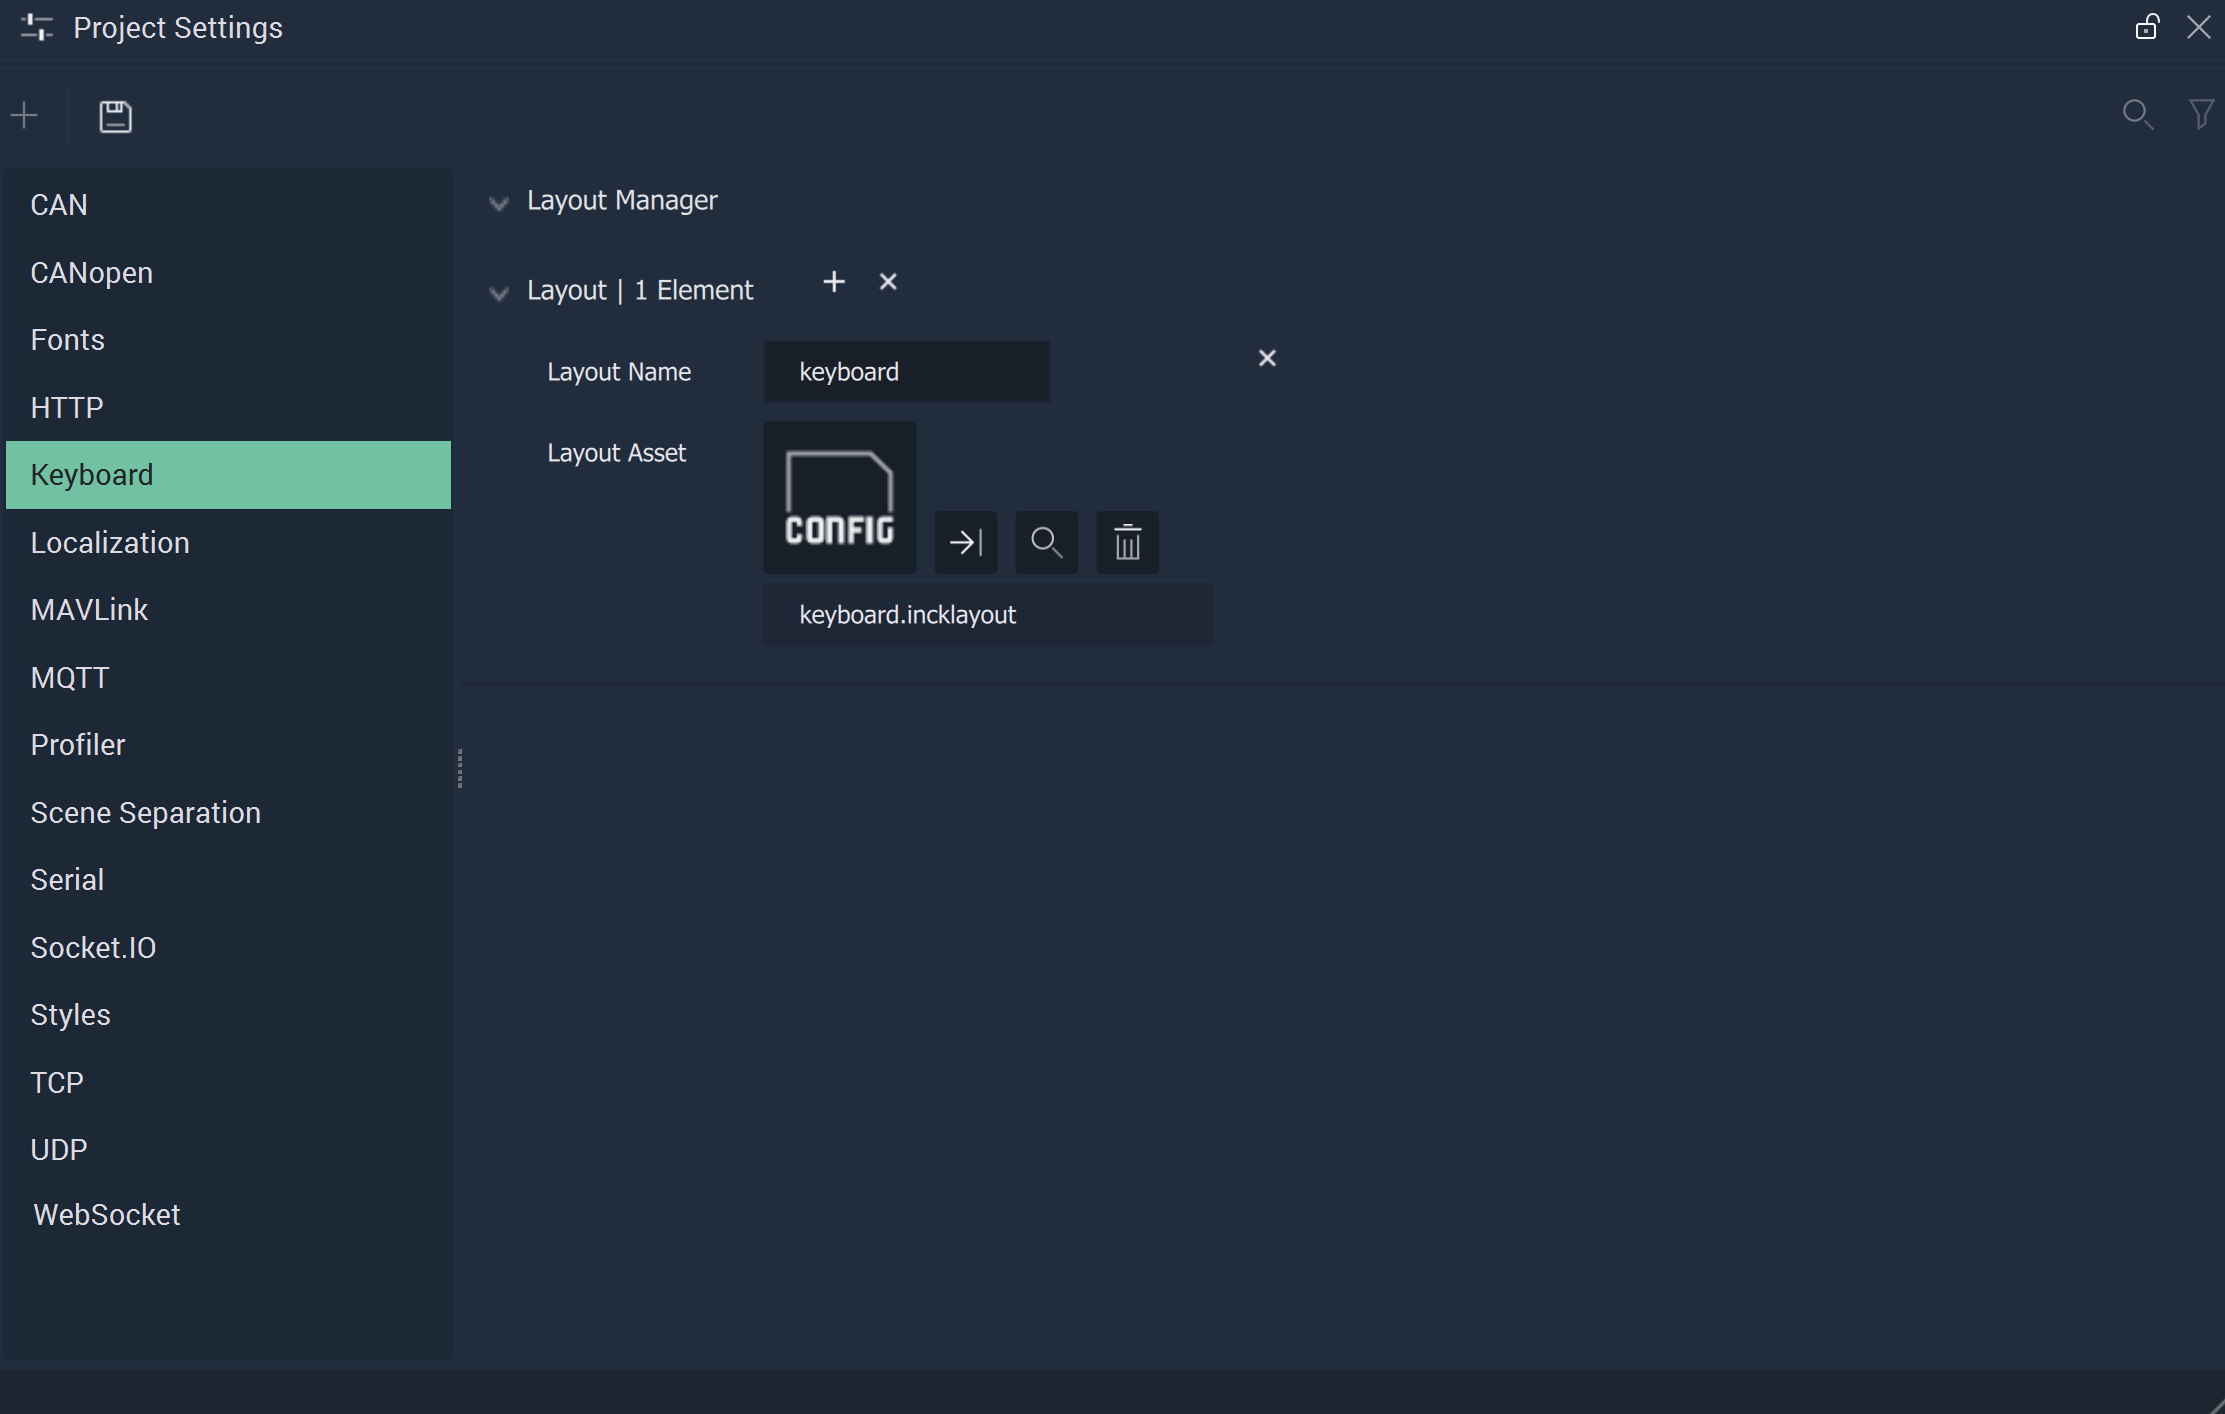 Project Settings
CAN
CANopen
Fonts
HTTP
Keyboard
Localization
MAVLink
MQTT
Profiler
Scene Separation
Serial
Socket.IO
Styles
TCP
UDP
WebSocket
Layout Manager
Layout | 1 Element
Layout Name
keyboard
Layout Asset
CONFIG
keyboard.incklayout